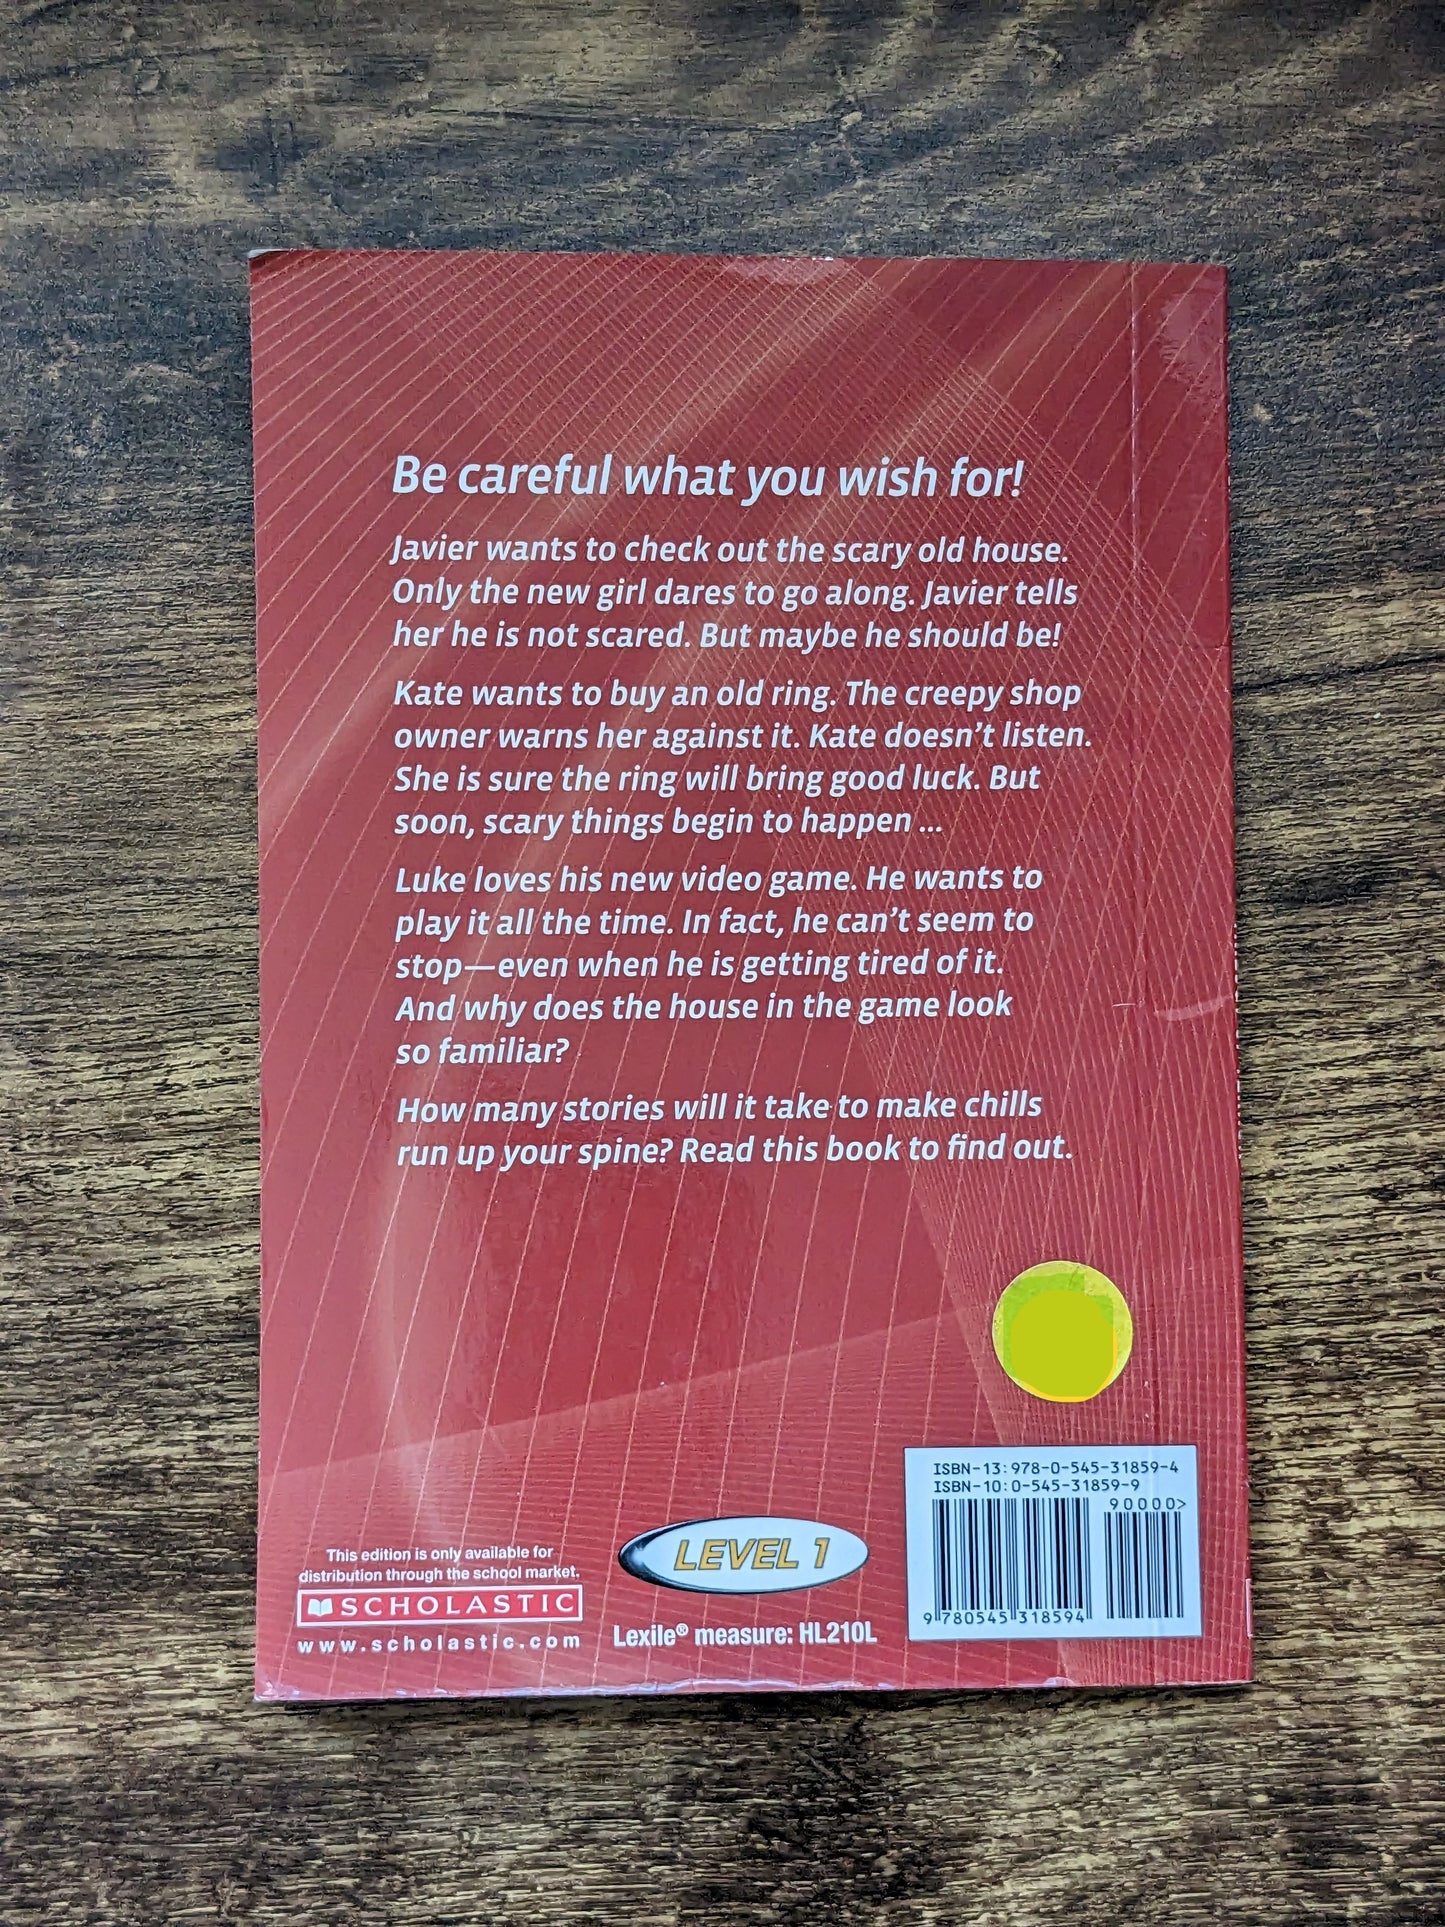 Be careful what you wish for!
Javier wants to check out the scary old house.
Only the new girl dares to go along. Javier tells
her he is not scared. But maybe he should be!
Kate wants to buy an old ring. The creepy shop
owner warns her against it. Kate doesn't listen.
She is sure the ring will bring good luck. But
soon, scary things begin to happen ...
Luke loves his new video game. He wants to
play it all the time. In fact, he can't seem to
stop—even when he is getting tired of it.
And why does the house in the game look
so familiar?
How many stories will it take to make chills
run up your spine? Read this book to find out.
This edition is only available for
distribution through the school market.
SCHOLASTIC
www.scholastic.com
LEVEL 1
Lexile® measure: HL210L
ISBN-13: 978-0-545-31859-4
ISBN-10: 0-545-31859-9
90000>
9 780545 318594